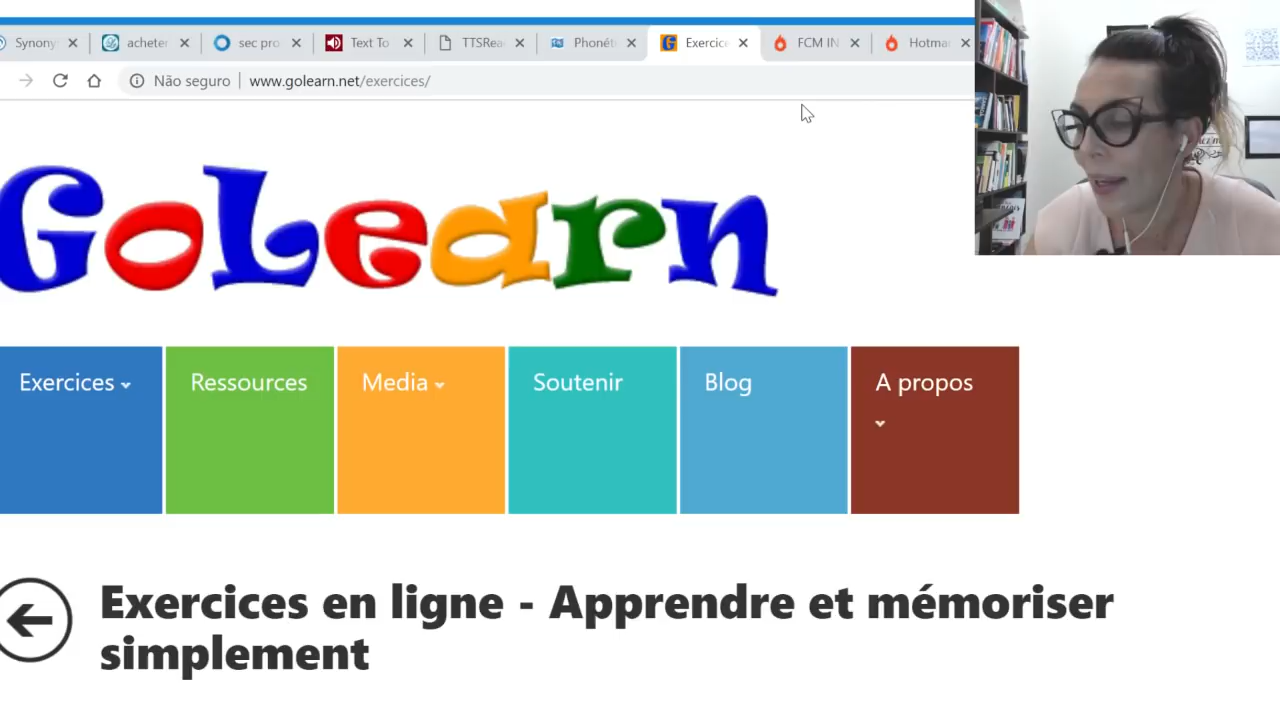 Synony
acheter
sec pro
Text To
TTSRea
Phonét
Exercic
FCM IN
Hotmar
Não seguro
www.golearn.net/exercices/
GoLearn
Exercices
Ressources
Media
Soutenir
Blog
A propos
Exercices en ligne - Apprendre et mémoriser
simplement